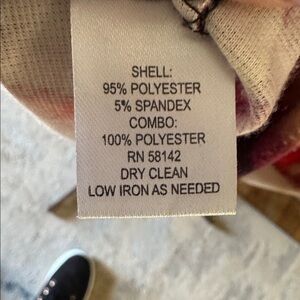 SHELL:
95% POLYESTER
5% SPANDEX
COMBO:
100% POLYESTER
RN 58142
DRY CLEAN
LOW IRON AS NEEDED